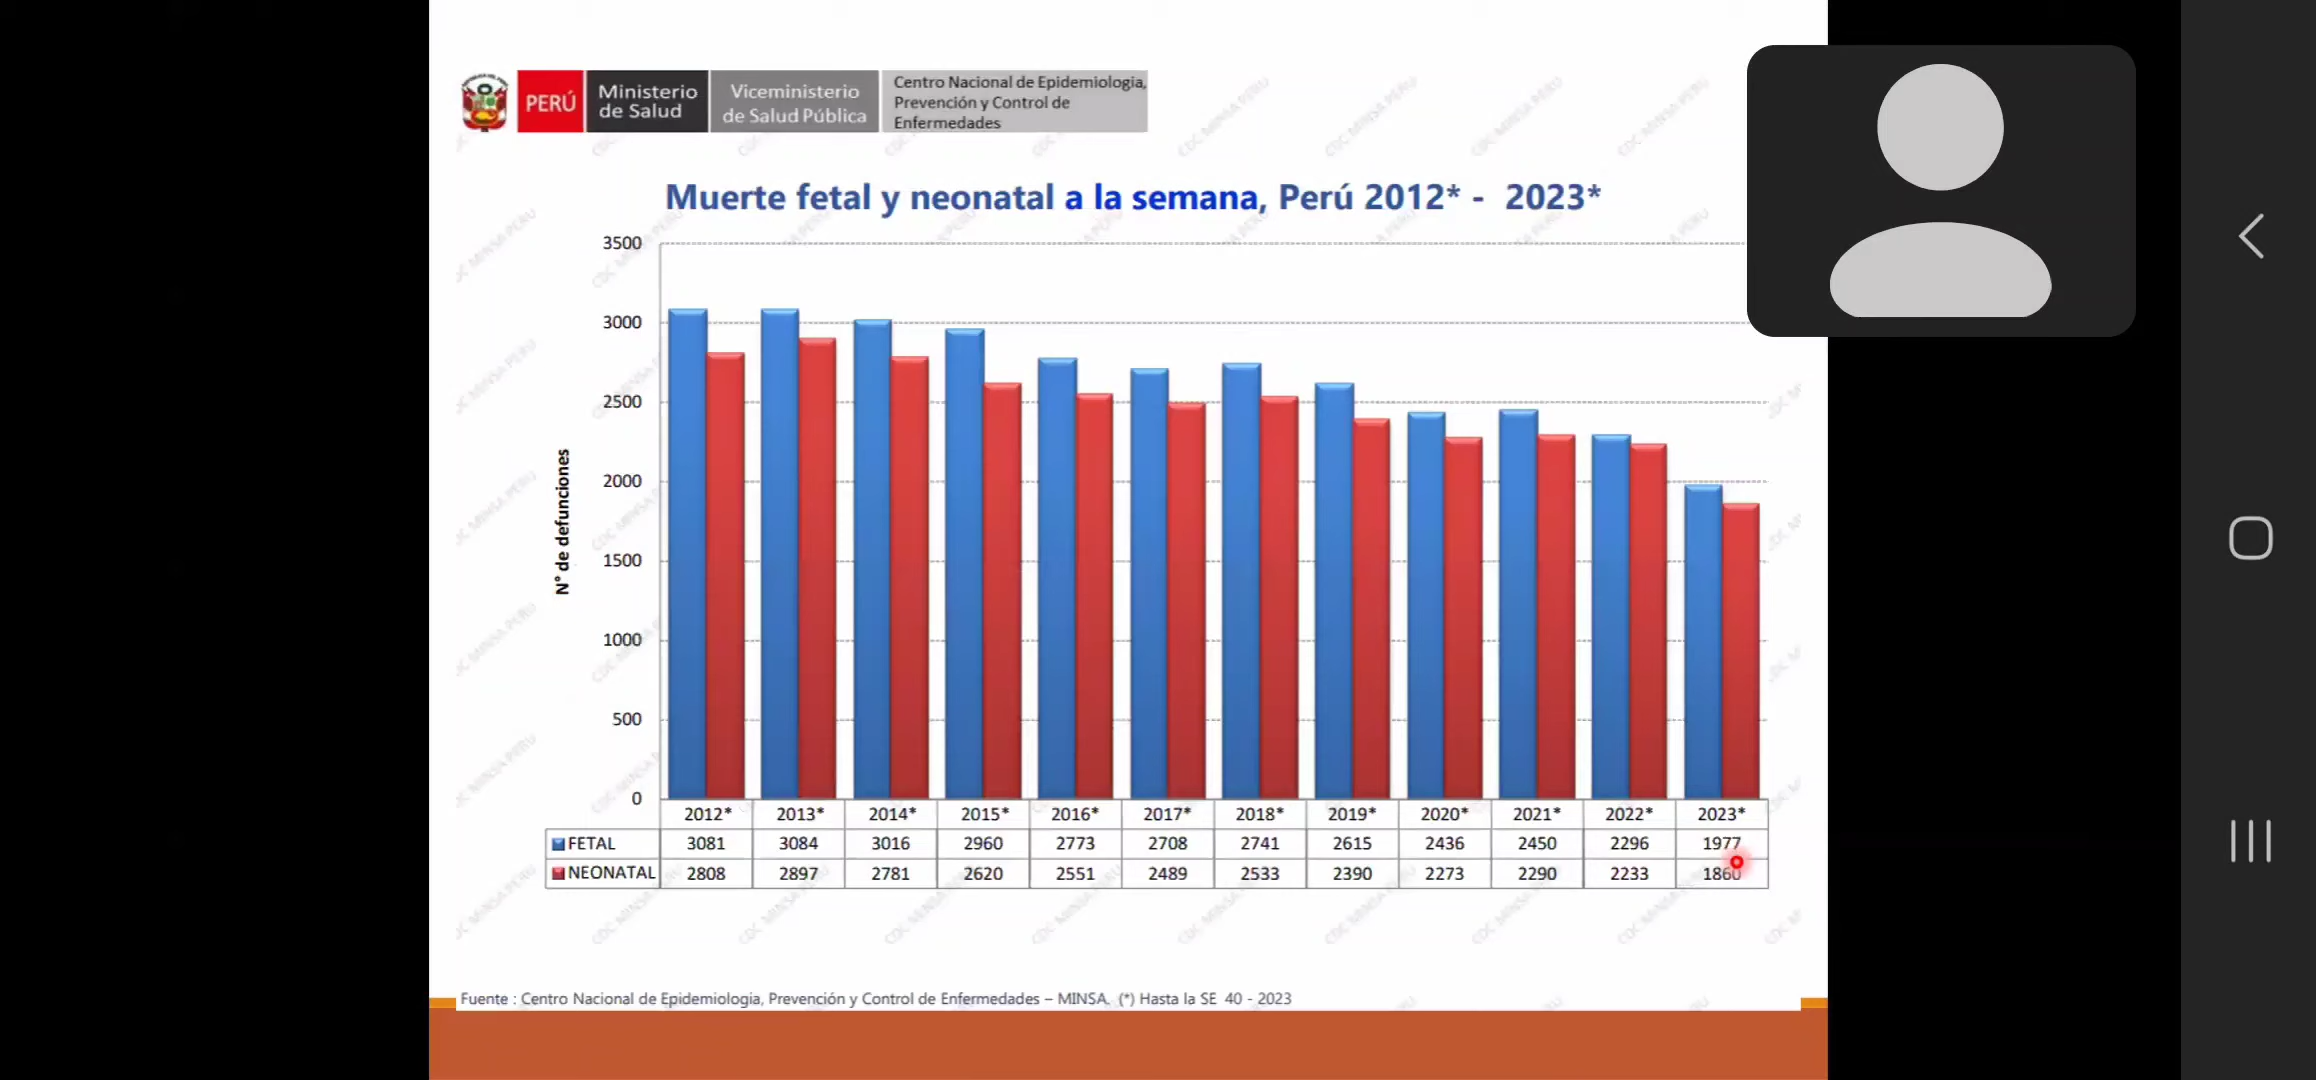 PERÚ
Ministerio
de Salud
Viceministerio
de Salud Pública
Centro Nacional de Epidemiologia,
Prevención y Control de
Enfermedades
Muerte fetal y neonatal a la semana, Perú 2012* - 2023*
N° de defunciones
3500
3000
2500
2000
1500
1000
500
0
2012* 2013* 2014* 2015* 2016* 2017* 2018* 2019* 2020* 2021* 2022* 2023*
FETAL 3081 3084 3016 2960 2773 2708 2741 2615 2436 2450 2296 1977
NEONATAL 2808 2897 2781 2620 2551 2489 2533 2390 2273 2290 2233 1860
Fuente : Centro Nacional de Epidemiologia, Prevención y Control de Enfermedades – MINSA. (*) Hasta la SE 40 - 2023
CDC MINSA PERU